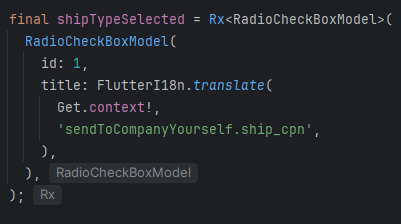 final shipTypeSelected = Rx<RadioCheckBoxModel>(
  RadioCheckBoxModel(
    id: 1,
    title: FlutterI18n.translate(
      Get.context!,
      'sendToCompanyYourself.ship_cpn',
    ),
  ), RadioCheckBoxModel
); Rx